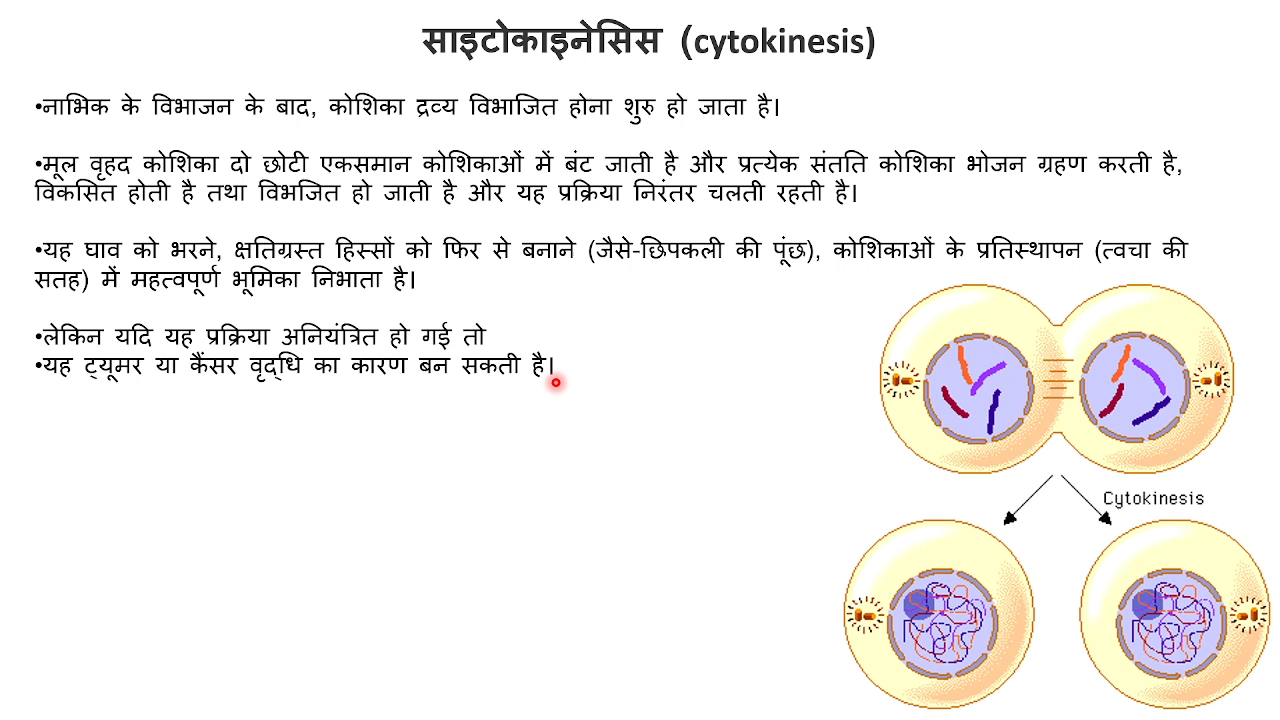 साइटोकाइनेसिस (cytokinesis)
•नाभिक के विभाजन के बाद, कोशिका द्रव्य विभाजित होना शुरु हो जाता है।
•मूल वृहद कोशिका दो छोटी एकसमान कोशिकाओं में बंट जाती है और प्रत्येक संतति कोशिका भोजन ग्रहण करती है,
विकसित होती है तथा विभजित हो जाती है और यह प्रक्रिया निरंतर चलती रहती है।
•यह घाव को भरने, क्षतिग्रस्त हिस्सों को फिर से बनाने (जैसे-छिपकली की पूंछ), कोशिकाओं के प्रतिस्थापन (त्वचा की
सतह) में महत्वपूर्ण भूमिका निभाता है।
•लेकिन यदि यह प्रक्रिया अनियंत्रित हो गई तो
•यह ट्यूमर या कैंसर वृद्धि का कारण बन सकती है।
Cytokinesis